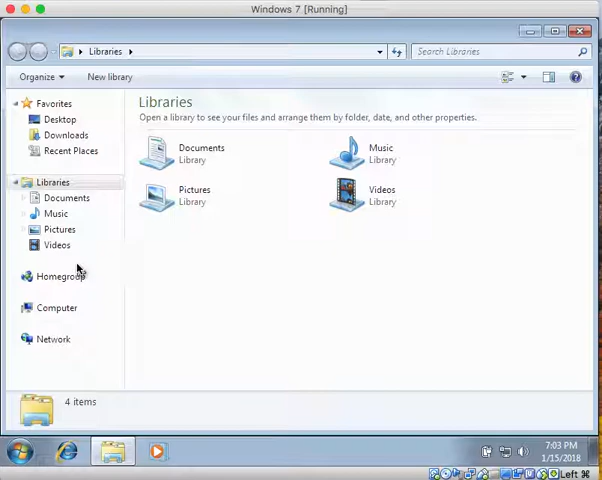 Windows 7 [Running]
Libraries
Search Libraries
Organize
New library
Favorites
Desktop
Downloads
Recent Places
Libraries
Documents
Music
Pictures
Videos
Homegroup
Computer
Network
Libraries
Open a library to see your files and arrange them by folder, date, and other properties.
Documents
Library
Music
Library
Pictures
Library
Videos
Library
4 items
7:03 PM
1/15/2018
Left ⌘